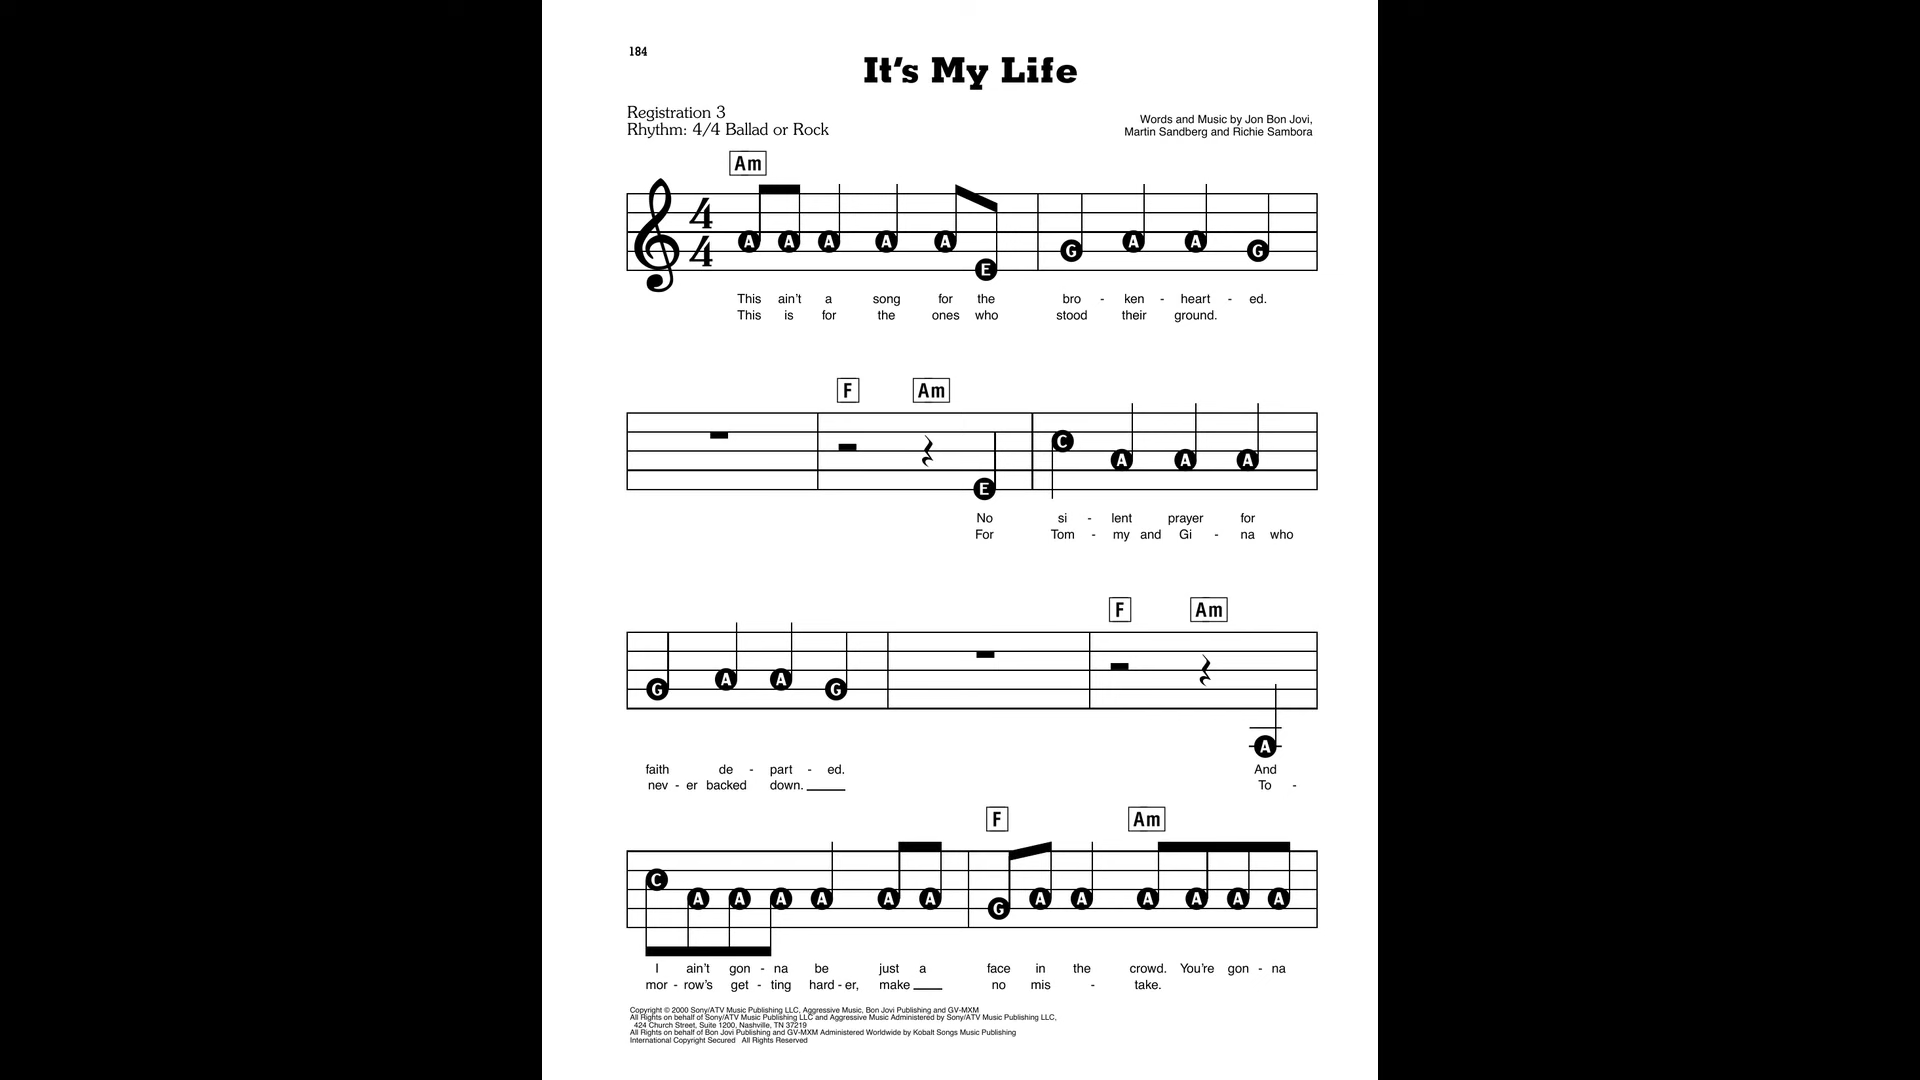 184
It's My Life
Registration 3
Rhythm: 4/4 Ballad or Rock
Words and Music by Jon Bon Jovi,
Martin Sandberg and Richie Sambora
Am
4
4
A A A A A E G A A G
This ain't a song for the bro - ken - heart - ed.
This is for the ones who stood their ground.
F Am
E C A A A
No si - lent prayer for
For Tom - my and Gi - na who
F Am
G A A G A
faith de - part - ed. And
nev - er backed down. To -
F Am
C A A A A A A G A A A A A A
I ain't gon - na be just a face in the crowd. You're gon - na
mor - row's get - ting hard - er, make no mis - take.
Copyright © 2000 Sony/ATV Music Publishing LLC, Aggressive Music, Bon Jovi Publishing and GV-MXM
All Rights on behalf of Sony/ATV Music Publishing LLC and Aggressive Music Administered by Sony/ATV Music Publishing LLC,
424 Church Street, Suite 1200, Nashville, TN 37219
All Rights on behalf of Bon Jovi Publishing and GV-MXM Administered Worldwide by Kobalt Songs Music Publishing
International Copyright Secured All Rights Reserved